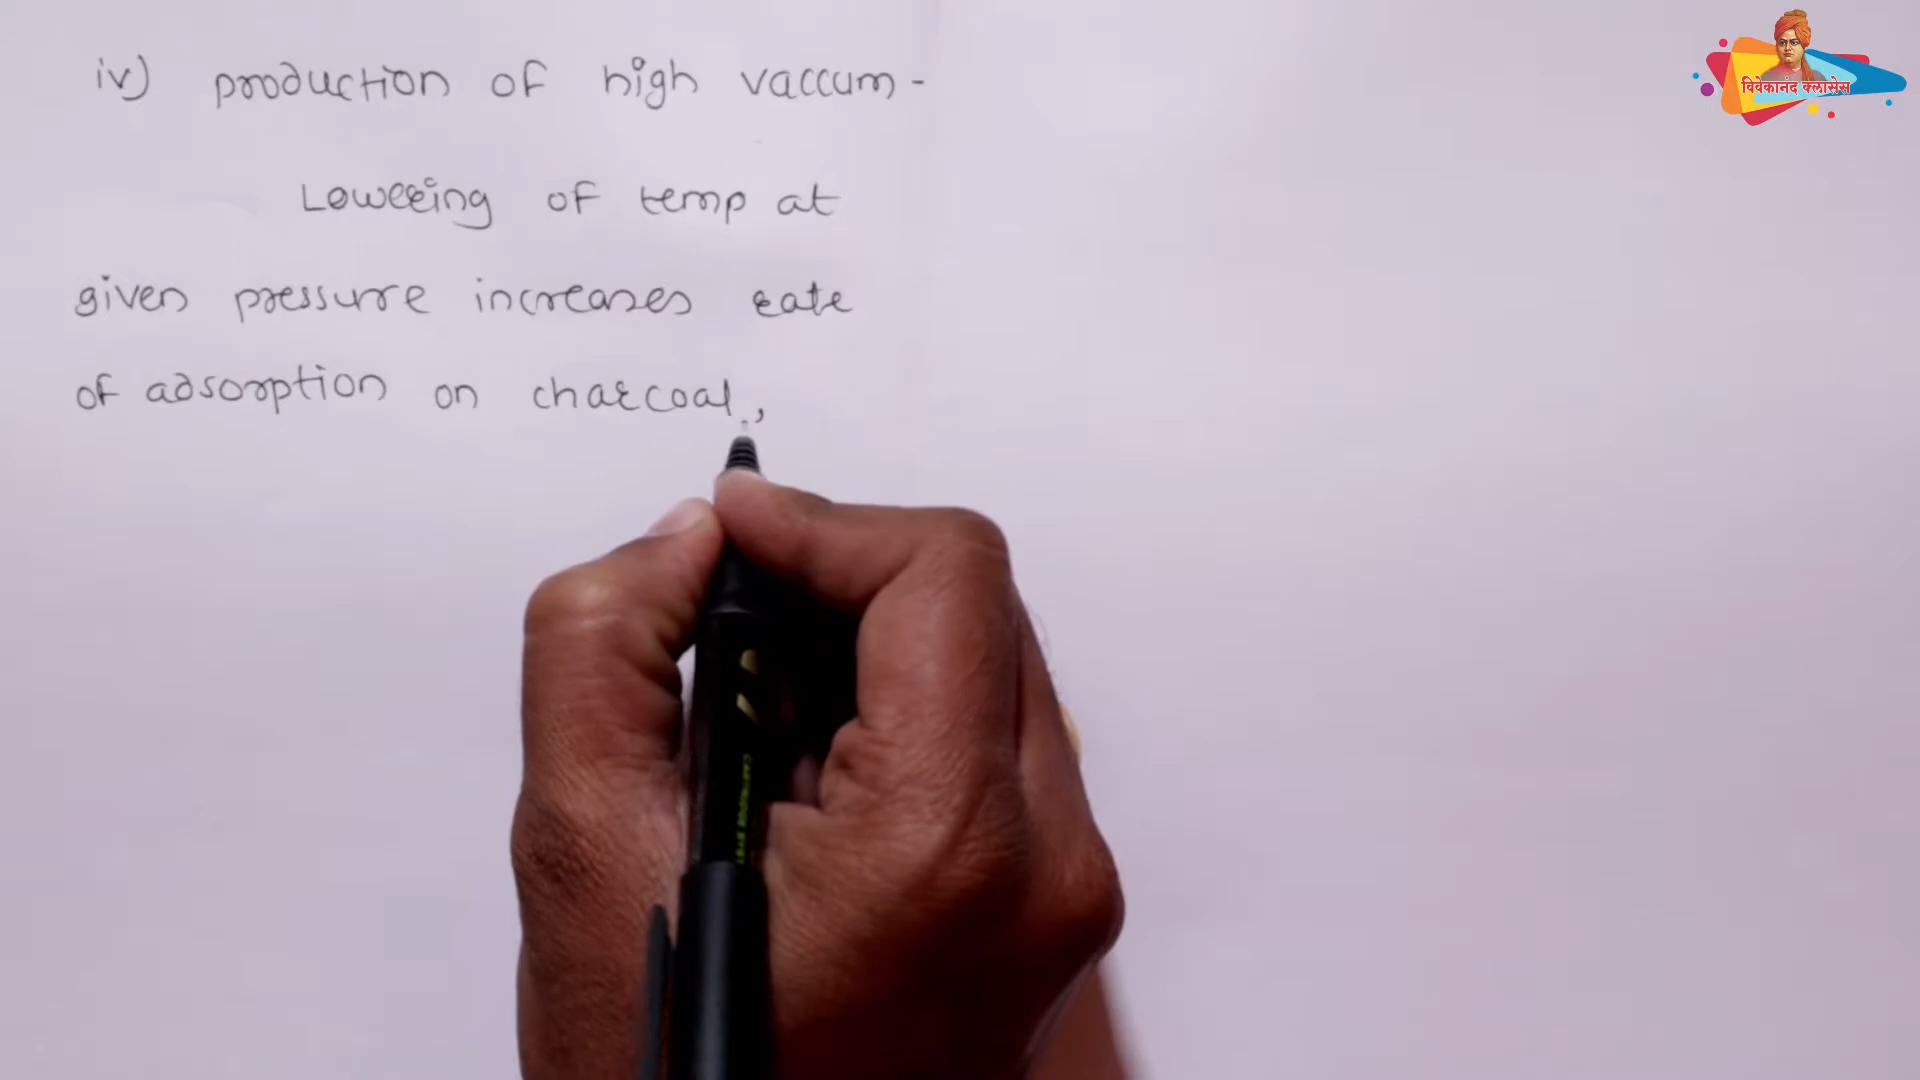 iv) production of high vaccum -
विवेकानंद क्लासेस
Lowering of temp at
given pressure increases rate
of adsorption on charcoal,